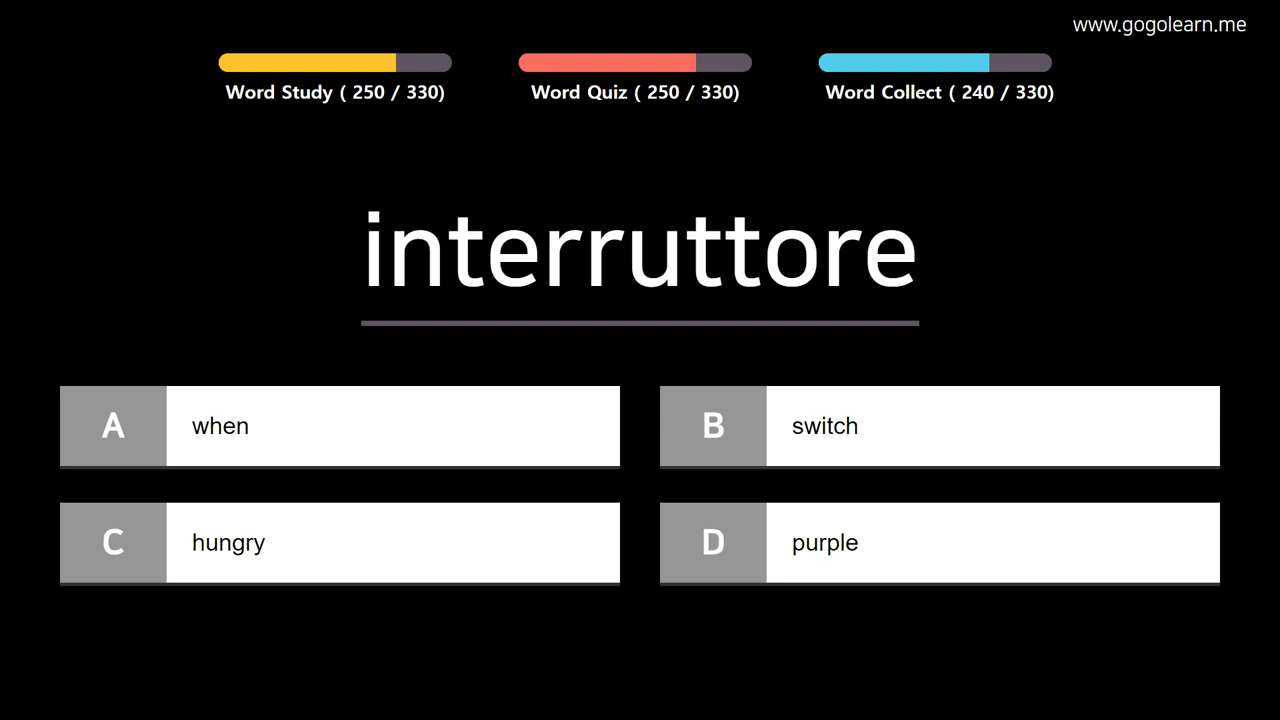 www.gogolearn.me
Word Study ( 250 / 330)
Word Quiz ( 250 / 330)
Word Collect ( 240 / 330)
interruttore
A when
B switch
C hungry
D purple